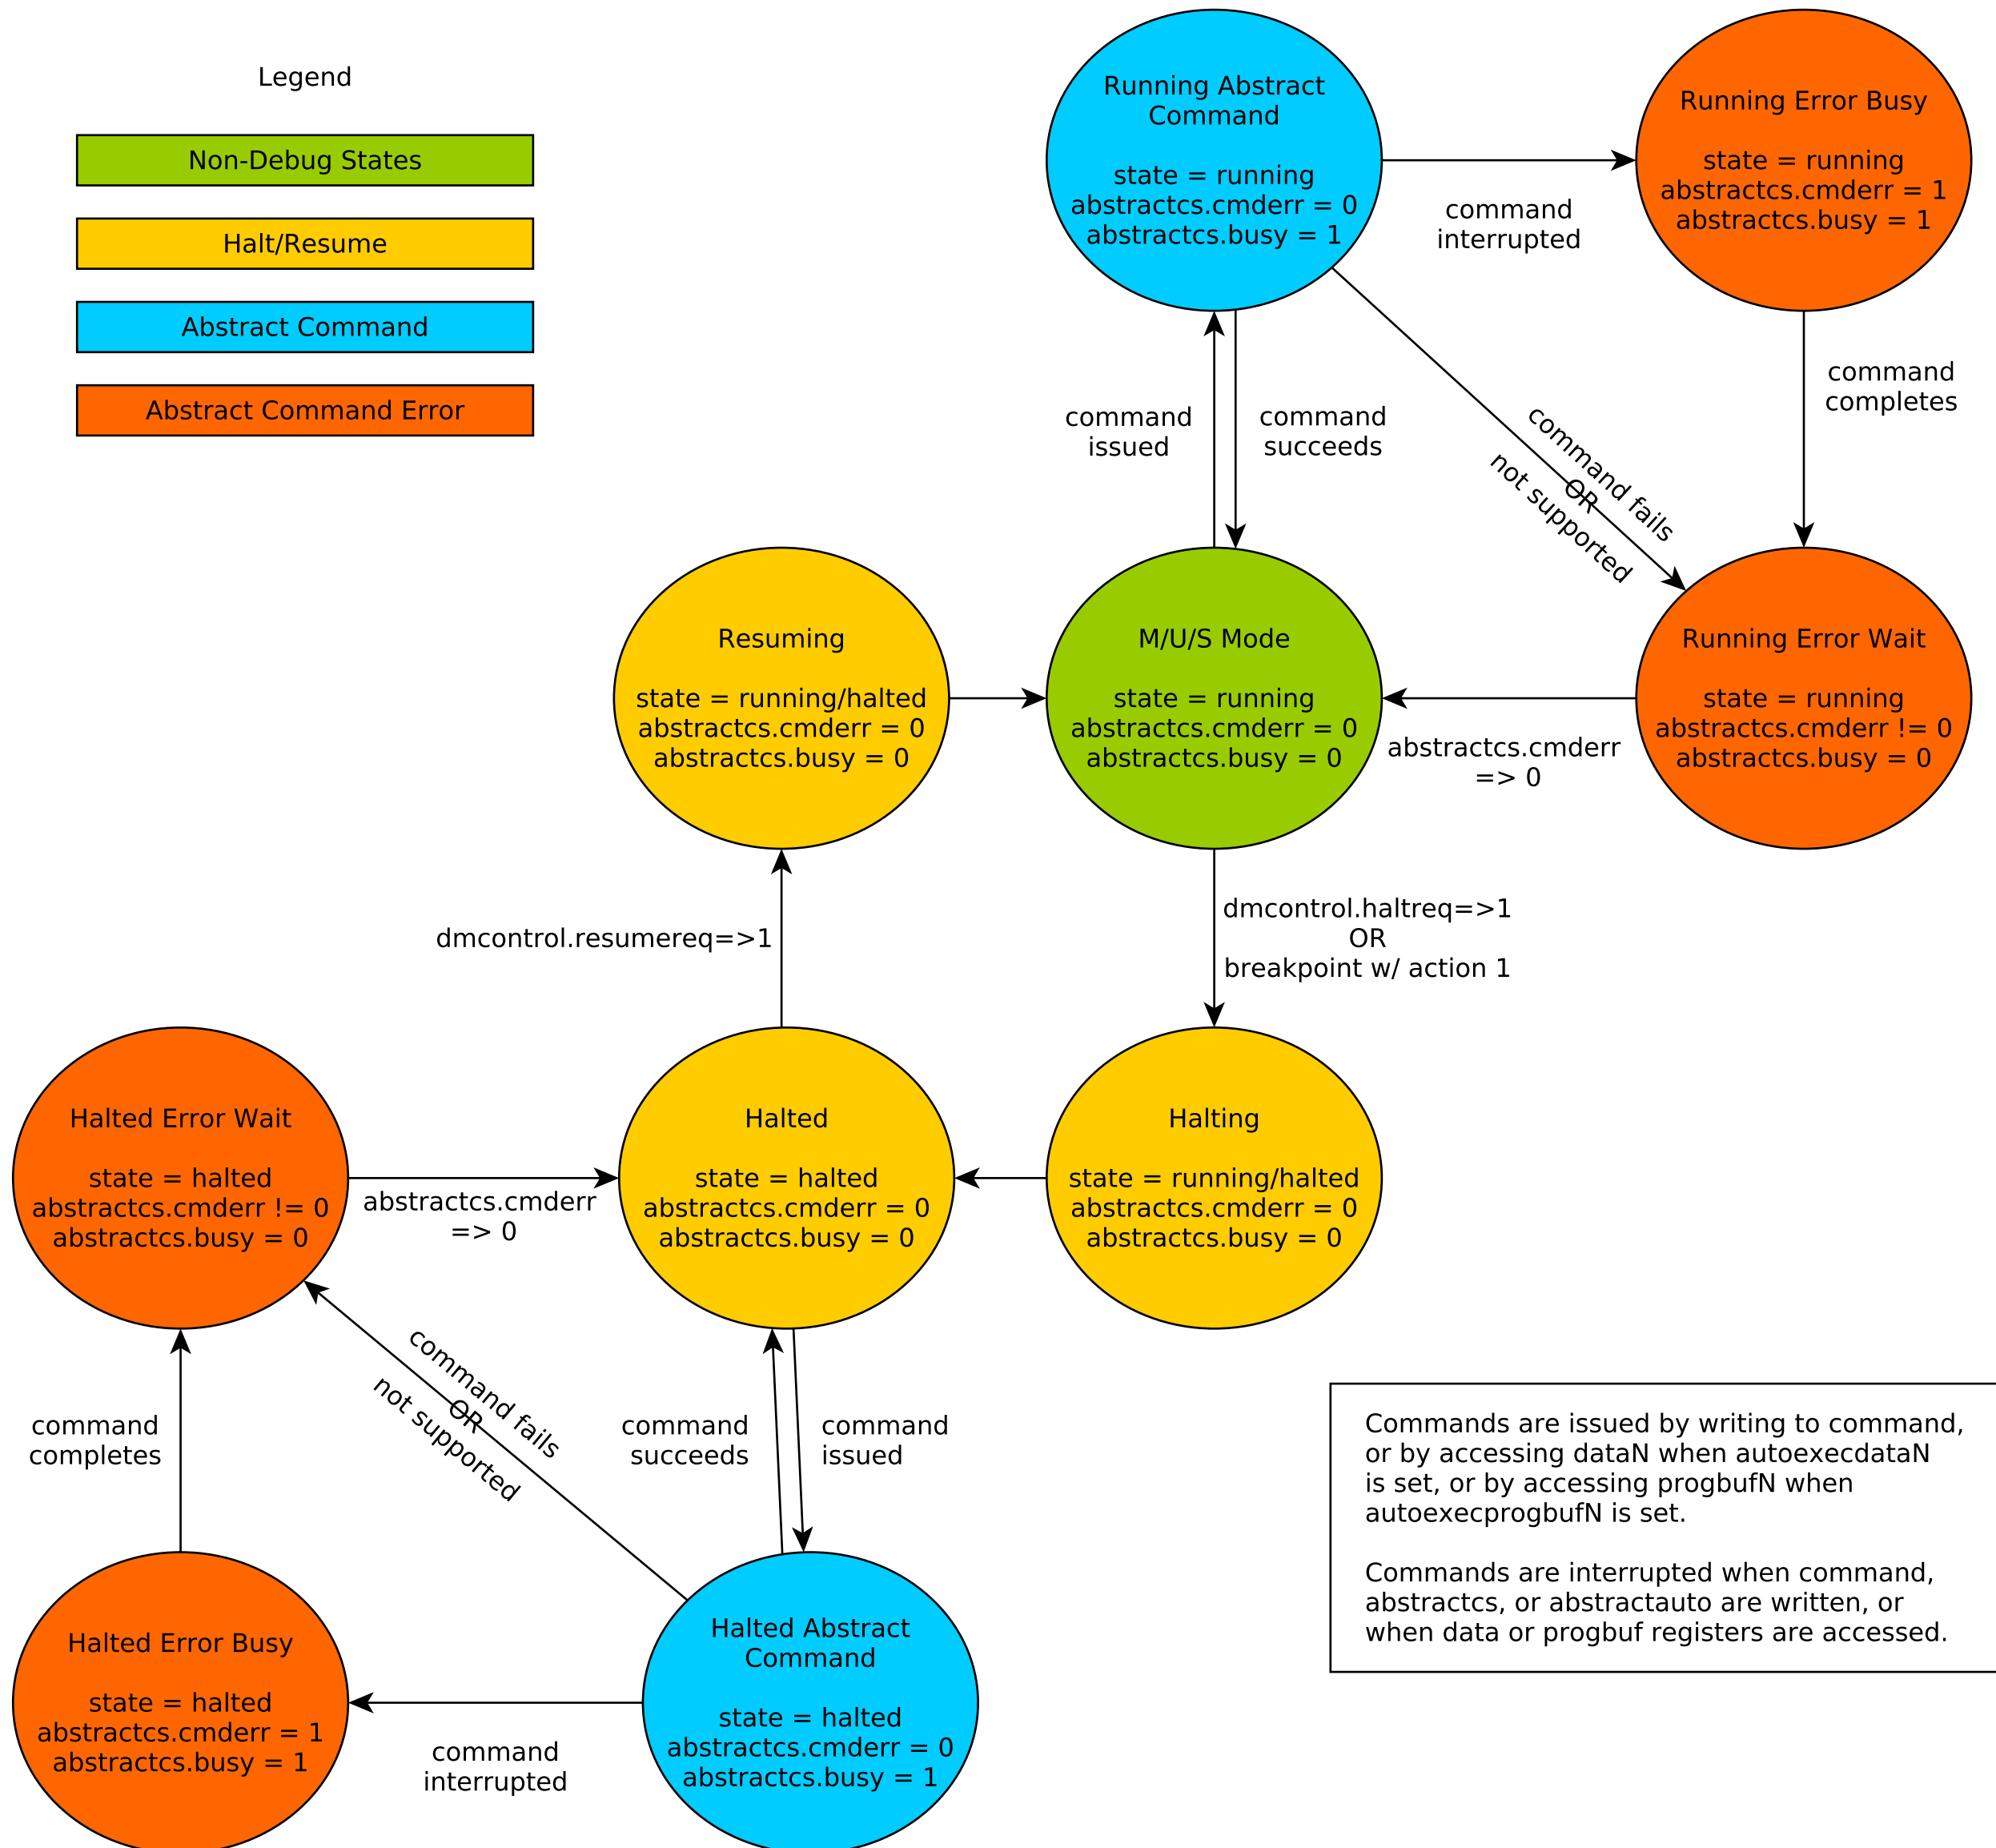 Legend
Non-Debug States
Halt/Resume
Abstract Command
Abstract Command Error
Running Abstract
Command
state = running
abstractcs.cmderr = 0
abstractcs.busy = 1
Running Error Busy
state = running
abstractcs.cmderr = 1
abstractcs.busy = 1
command
interrupted
command
issued
command
succeeds
command fails
OR
not supported
command
completes
Resuming
state = running/halted
abstractcs.cmderr = 0
abstractcs.busy = 0
M/U/S Mode
state = running
abstractcs.cmderr = 0
abstractcs.busy = 0
Running Error Wait
state = running
abstractcs.cmderr != 0
abstractcs.busy = 0
abstractcs.cmderr
=> 0
dmcontrol.resumereq=>1
dmcontrol.haltreq=>1
OR
breakpoint w/ action 1
Halted Error Wait
state = halted
abstractcs.cmderr != 0
abstractcs.busy = 0
abstractcs.cmderr
=> 0
Halted
state = halted
abstractcs.cmderr = 0
abstractcs.busy = 0
Halting
state = running/halted
abstractcs.cmderr = 0
abstractcs.busy = 0
command
completes
command fails
OR
not supported
command
succeeds
command
issued
Commands are issued by writing to command,
or by accessing dataN when autoexecdataN
is set, or by accessing progbufN when
autoexecprogbufN is set.
Commands are interrupted when command,
abstractcs, or abstractauto are written, or
when data or progbuf registers are accessed.
Halted Error Busy
state = halted
abstractcs.cmderr = 1
abstractcs.busy = 1
command
interrupted
Halted Abstract
Command
state = halted
abstractcs.cmderr = 0
abstractcs.busy = 1